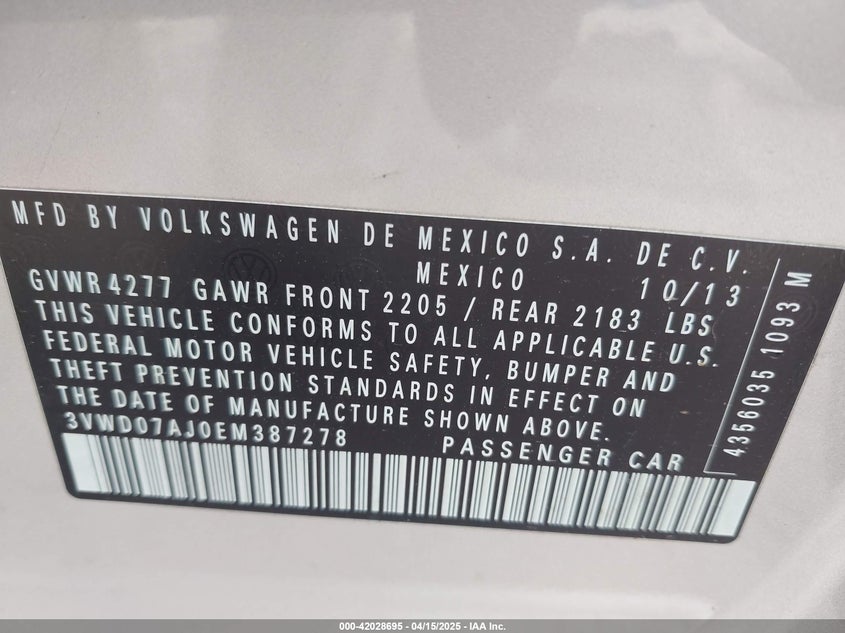 MFD BY VOLKSWAGEN DE MEXICO S.A. DE C.V.
MEXICO 10/13
GVWR4277 GAWR FRONT 2205 / REAR 2183 LBS
THIS VEHICLE CONFORMS TO ALL APPLICABLE U.S.
FEDERAL MOTOR VEHICLE SAFETY, BUMPER AND
THEFT PREVENTION STANDARDS IN EFFECT ON
THE DATE OF MANUFACTURE SHOWN ABOVE.
3VWD07AJ0EM387278 PASSENGER CAR
4356035 1093 M
000-42028695 - 04/15/2025 - IAA Inc.